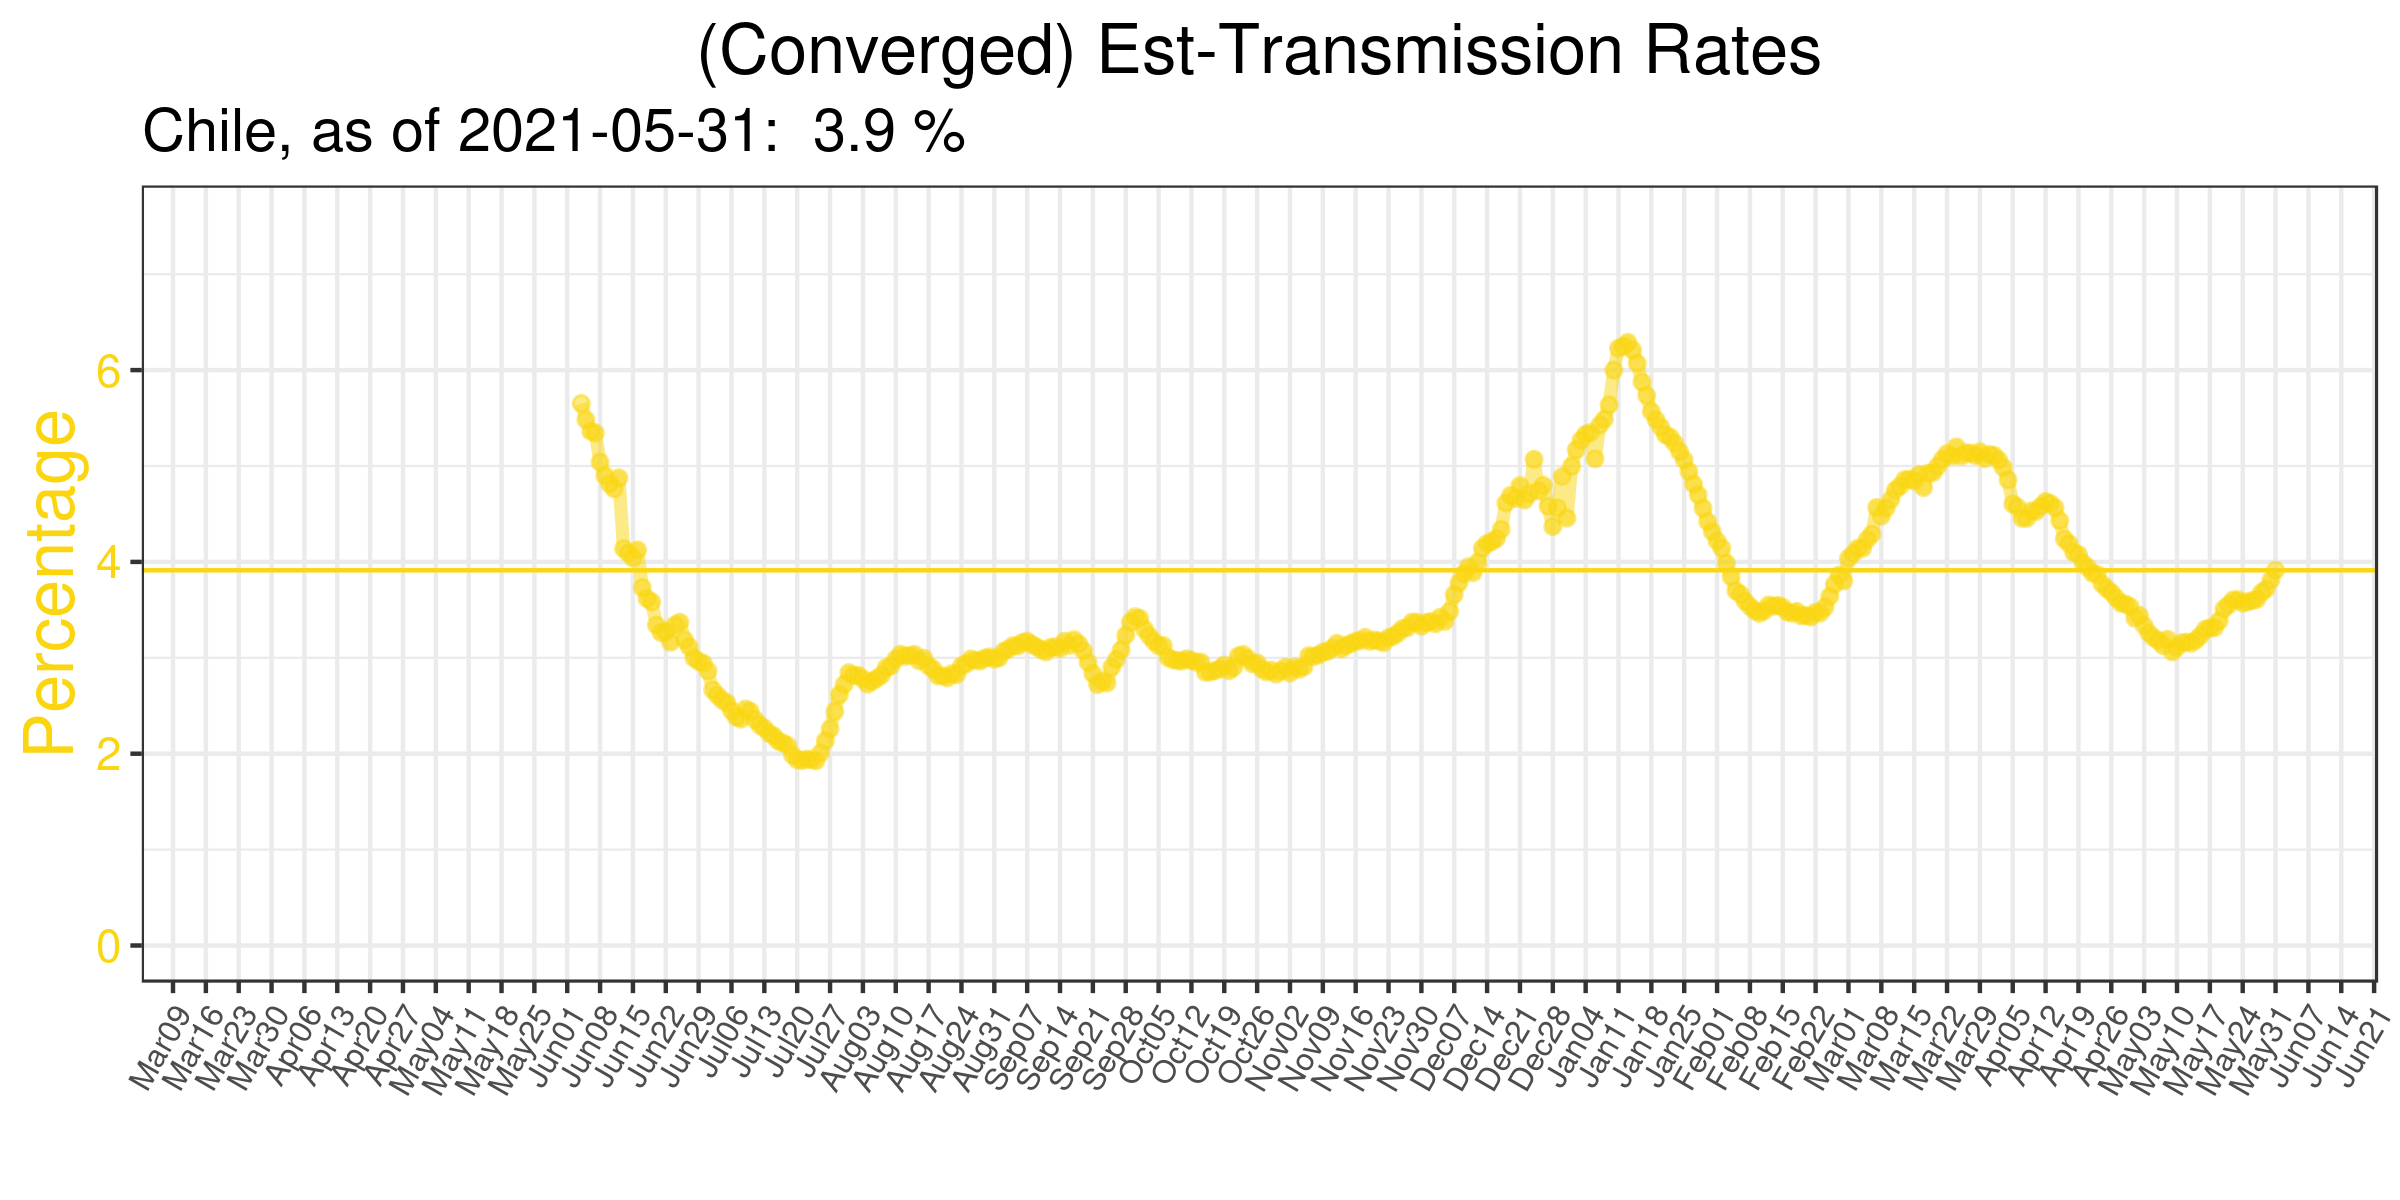 (Converged) Est-Transmission Rates
Chile, as of 2021-05-31:  3.9 %
Percentage
6
4
2
0
Mar09
Mar16
Mar23
Mar30
Apr06
Apr13
Apr20
Apr27
May04
May11
May18
May25
Jun01
Jun08
Jun15
Jun22
Jun29
Jul06
Jul13
Jul20
Jul27
Aug03
Aug10
Aug17
Aug24
Aug31
Sep07
Sep14
Sep21
Sep28
Oct05
Oct12
Oct19
Oct26
Nov02
Nov09
Nov16
Nov23
Nov30
Dec07
Dec14
Dec21
Dec28
Jan04
Jan11
Jan18
Jan25
Feb01
Feb08
Feb15
Feb22
Mar01
Mar08
Mar15
Mar22
Mar29
Apr05
Apr12
Apr19
Apr26
May03
May10
May17
May24
May31
Jun07
Jun14
Jun21